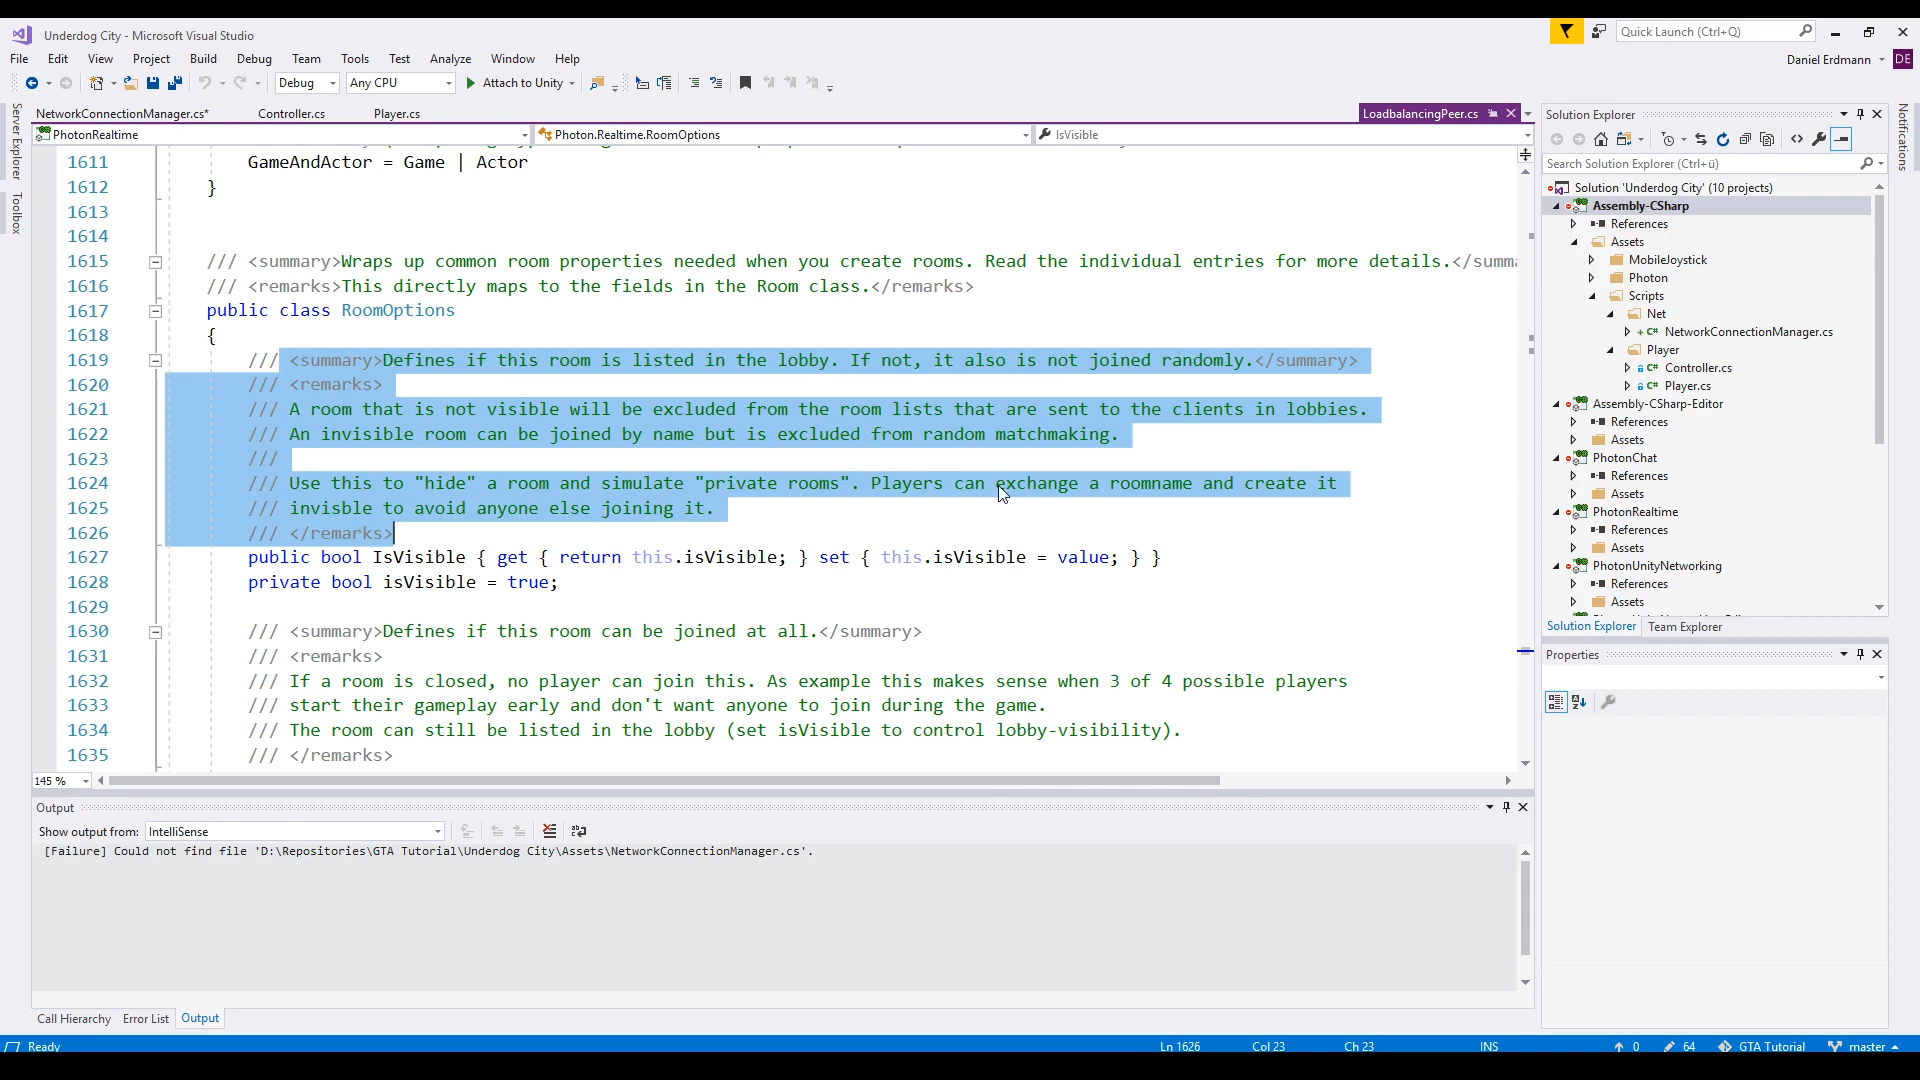 Underdog City - Microsoft Visual Studio
Quick Launch (Ctrl+Q)
File Edit View Project Build Debug Team Tools Test Analyze Window Help
Daniel Erdmann DE
Debug Any CPU Attach to Unity
Server Explorer
Toolbox
Notifications
NetworkConnectionManager.cs* Controller.cs Player.cs LoadbalancingPeer.cs
PhotonRealtime Photon.Realtime.RoomOptions IsVisible
1611 GameAndActor = Game | Actor
1612 }
1613
1614
1615 /// <summary>Wraps up common room properties needed when you create rooms. Read the individual entries for more details.</summa
1616 /// <remarks>This directly maps to the fields in the Room class.</remarks>
1617 public class RoomOptions
1618 {
1619 /// <summary>Defines if this room is listed in the lobby. If not, it also is not joined randomly.</summary>
1620 /// <remarks>
1621 /// A room that is not visible will be excluded from the room lists that are sent to the clients in lobbies.
1622 /// An invisible room can be joined by name but is excluded from random matchmaking.
1623 ///
1624 /// Use this to "hide" a room and simulate "private rooms". Players can exchange a roomname and create it
1625 /// invisble to avoid anyone else joining it.
1626 /// </remarks>
1627 public bool IsVisible { get { return this.isVisible; } set { this.isVisible = value; } }
1628 private bool isVisible = true;
1629
1630 /// <summary>Defines if this room can be joined at all.</summary>
1631 /// <remarks>
1632 /// If a room is closed, no player can join this. As example this makes sense when 3 of 4 possible players
1633 /// start their gameplay early and don't want anyone to join during the game.
1634 /// The room can still be listed in the lobby (set isVisible to control lobby-visibility).
1635 /// </remarks>
145 %
Output
Show output from: IntelliSense
[Failure] Could not find file 'D:\Repositories\GTA Tutorial\Underdog City\Assets\NetworkConnectionManager.cs'.
Call Hierarchy Error List Output
Solution Explorer
Search Solution Explorer (Ctrl+ü)
Solution 'Underdog City' (10 projects)
Assembly-CSharp
References
Assets
MobileJoystick
Photon
Scripts
Net
NetworkConnectionManager.cs
Player
Controller.cs
Player.cs
Assembly-CSharp-Editor
References
Assets
PhotonChat
References
Assets
PhotonRealtime
References
Assets
PhotonUnityNetworking
References
Assets
Solution Explorer Team Explorer
Properties
Ready Ln 1626 Col 23 Ch 23 INS 0 64 GTA Tutorial master